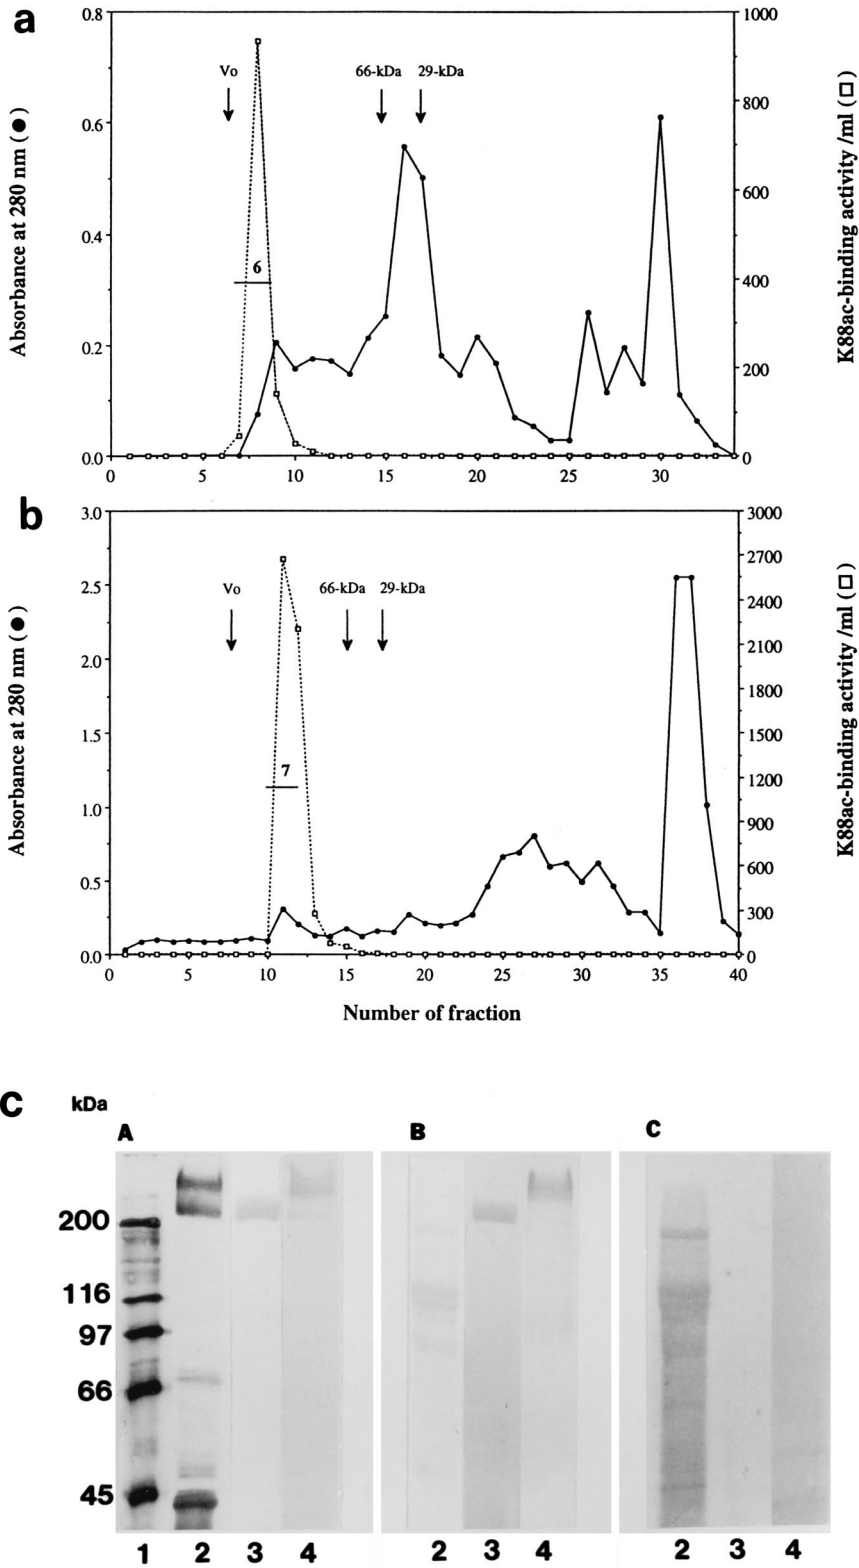 a
0.8
0.6
0.4
0.2
0.0
Absorbance at 280 nm (●)
1000
800
600
400
200
0
K88ac-binding activity /ml (□)
Vo
66-kDa
29-kDa
6
0 5 10 15 20 25 30
b
3.0
2.5
2.0
1.5
1.0
0.5
0.0
Absorbance at 280 nm (●)
3000
2700
2400
2100
1800
1500
1200
900
600
300
0
K88ac-binding activity /ml (□)
Vo
66-kDa
29-kDa
7
0 5 10 15 20 25 30 35 40
Number of fraction
c
kDa
A
B
C
200
116
97
66
45
1 2 3 4
2 3 4
2 3 4